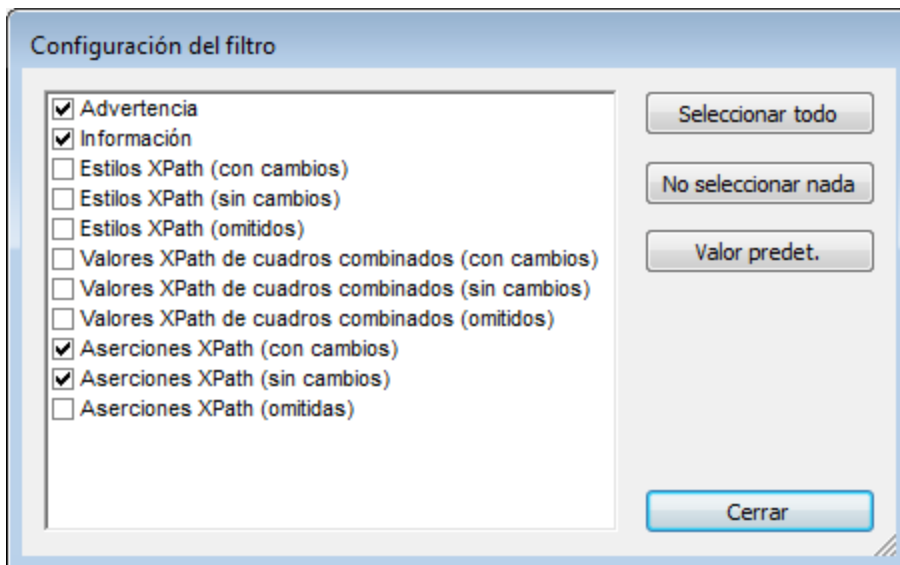 Configuración del filtro
Advertencia
Información
Estilos XPath (con cambios)
Estilos XPath (sin cambios)
Estilos XPath (omitidos)
Valores XPath de cuadros combinados (con cambios)
Valores XPath de cuadros combinados (sin cambios)
Valores XPath de cuadros combinados (omitidos)
Aserciones XPath (con cambios)
Aserciones XPath (sin cambios)
Aserciones XPath (omitidas)
Seleccionar todo
No seleccionar nada
Valor predet.
Cerrar